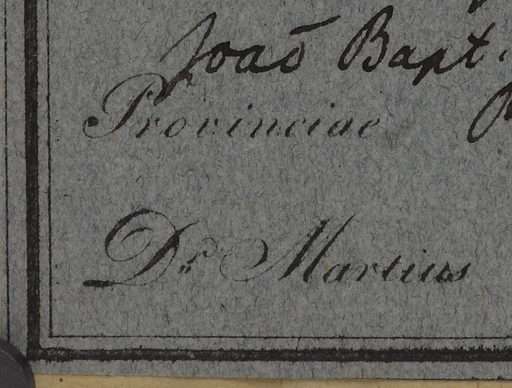 Joaõ Bapt.
Provinciae
Dr. Martius